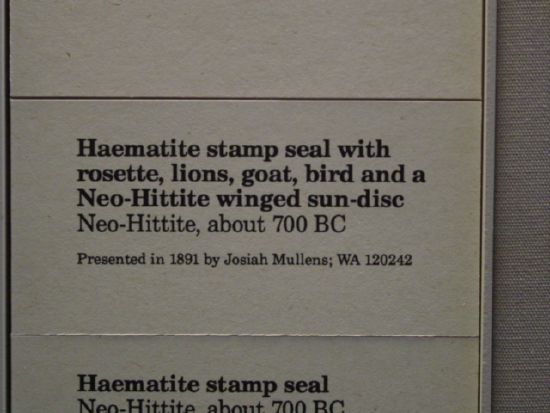 Haematite stamp seal with
rosette, lions, goat, bird and a
Neo-Hittite winged sun-disc
Neo-Hittite, about 700 BC
Presented in 1891 by Josiah Mullens; WA 120242
Haematite stamp seal
Neo-Hittite, about 700 BC